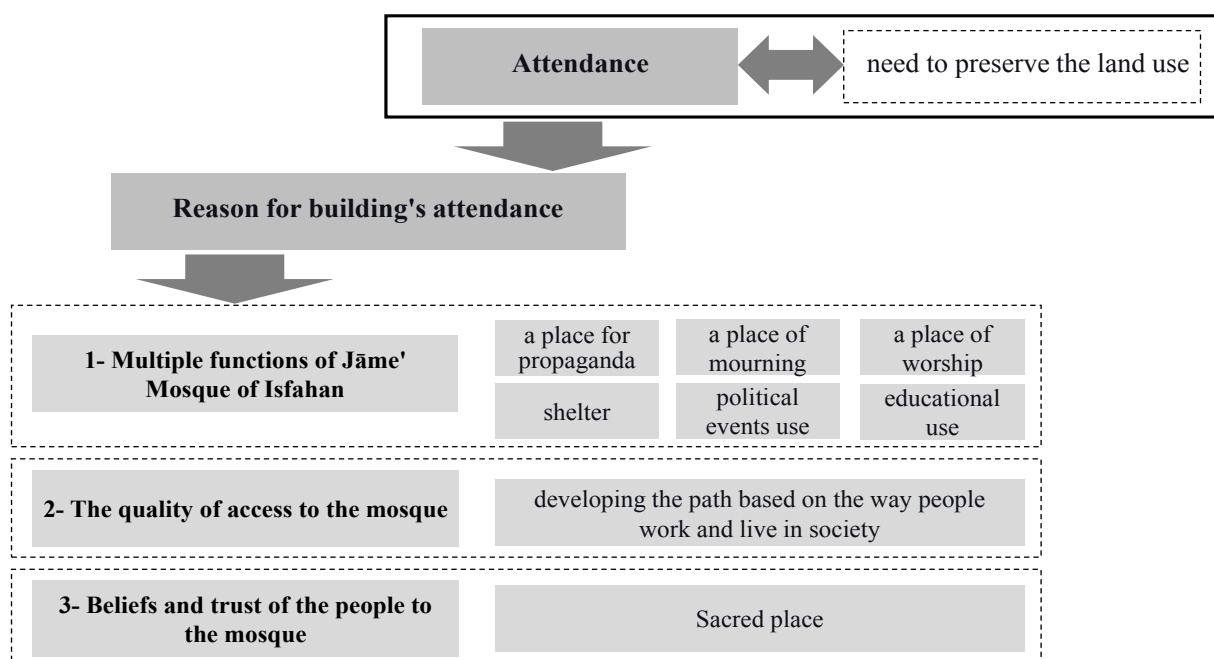 Attendance
need to preserve the land use
Reason for building's attendance
1- Multiple functions of Jāme'
Mosque of Isfahan
a place for
propaganda
a place of
mourning
a place of
worship
shelter
political
events use
educational
use
2- The quality of access to the mosque
developing the path based on the way people
work and live in society
3- Beliefs and trust of the people to
the mosque
Sacred place